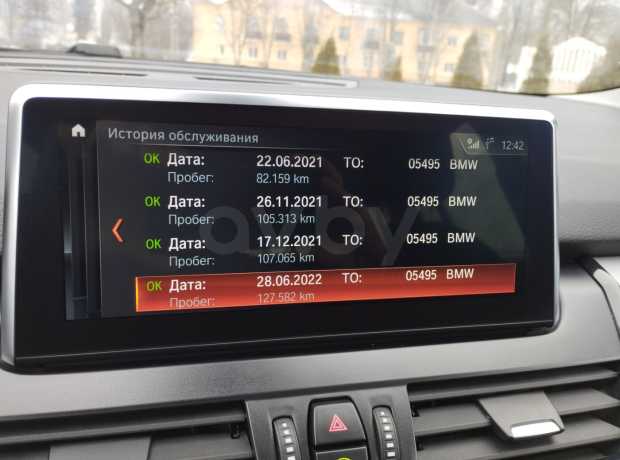 История обслуживания
12:42
OK Дата: 22.06.2021 ТО: 05495 BMW
Пробег: 82.159 km
OK Дата: 26.11.2021 ТО: 05495 BMW
Пробег: 105.313 km
OK Дата: 17.12.2021 ТО: 05495 BMW
Пробег: 107.065 km
OK Дата: 28.06.2022 ТО: 05495 BMW
Пробег: 127.582 km
av.by